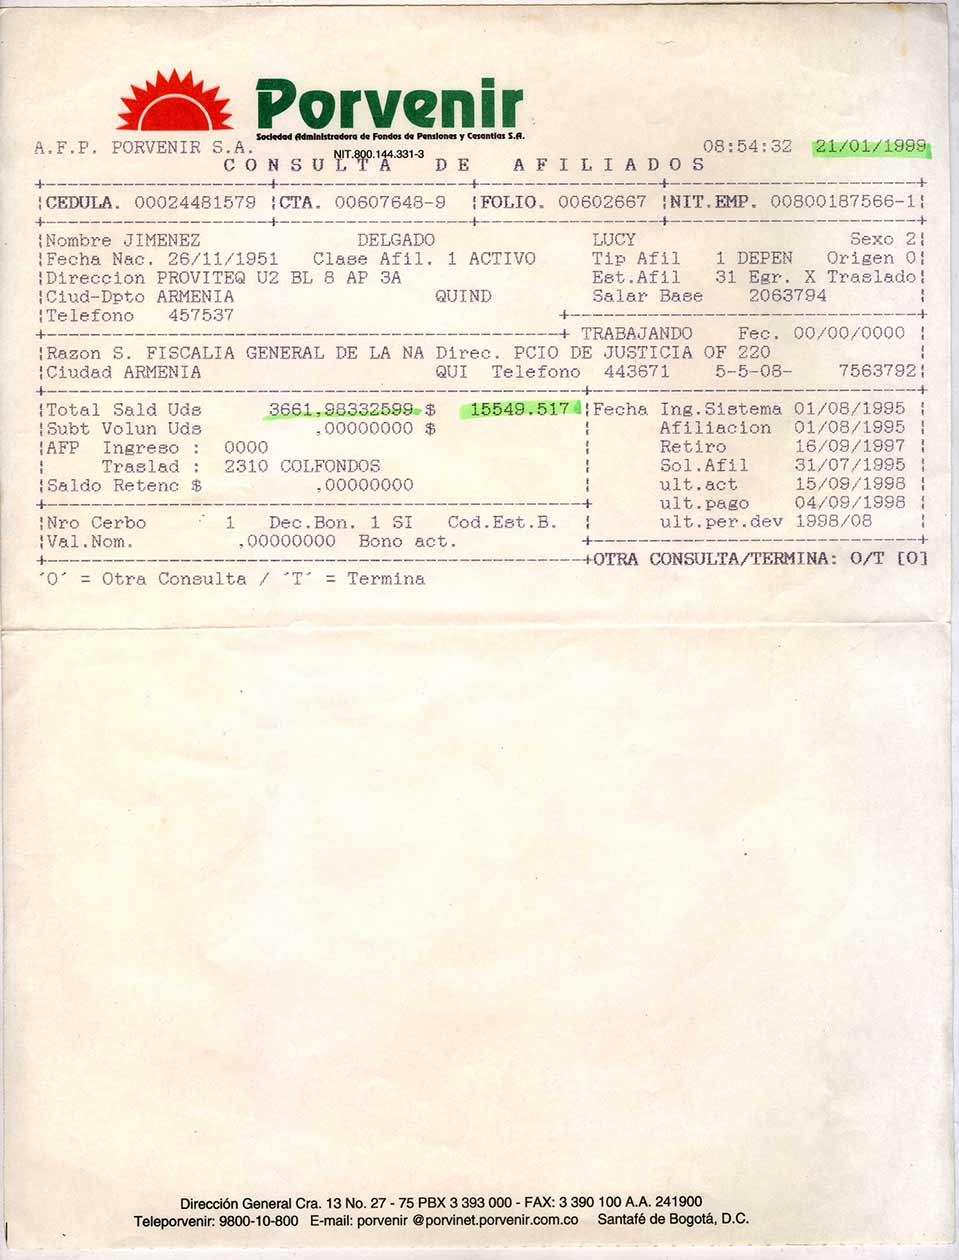 Porvenir
Sociedad Administradora de Fondos de Pensiones y Cesantías S.A.
A.F.P. PORVENIR S.A. NIT.800.144.331-3 08:54:32 21/01/1999
CONSULTA DE AFILIADOS
CEDULA. 00024481579 CTA. 00607648-9 FOLIO. 00602667 NIT.EMP. 00800187566-1
Nombre JIMENEZ DELGADO LUCY Sexo 2
Fecha Nac. 26/11/1951 Clase Afil. 1 ACTIVO Tip Afil 1 DEPEN Origen 0
Direccion PROVITEQ U2 BL 8 AP 3A Est.Afil 31 Egr. X Traslado
Ciud-Dpto ARMENIA QUIND Salar Base 2063794
Telefono 457537
TRABAJANDO Fec. 00/00/0000
Razon S. FISCALIA GENERAL DE LA NA Direc. PCIO DE JUSTICIA OF 220
Ciudad ARMENIA QUI Telefono 443671 5-5-08- 7563792
Total Sald Uds 3661,98332599 $ 15549.517 Fecha Ing.Sistema 01/08/1995
Subt Volun Uds ,00000000 $ Afiliacion 01/08/1995
AFP Ingreso : 0000 Retiro 16/09/1997
Traslad : 2310 COLFONDOS Sol.Afil 31/07/1995
Saldo Retenc $ ,00000000 ult.act 15/09/1998
ult.pago 04/09/1998
Nro Cerbo 1 Dec.Bon. 1 SI Cod.Est.B. ult.per.dev 1998/08
Val.Nom. ,00000000 Bono act.
OTRA CONSULTA/TERMINA: O/T [O]
´O´ = Otra Consulta / ´T´ = Termina
Dirección General Cra. 13 No. 27 - 75 PBX 3 393 000 - FAX: 3 390 100 A.A. 241900
Teleporvenir: 9800-10-800 E-mail: porvenir @porvinet.porvenir.com.co Santafé de Bogotá, D.C.